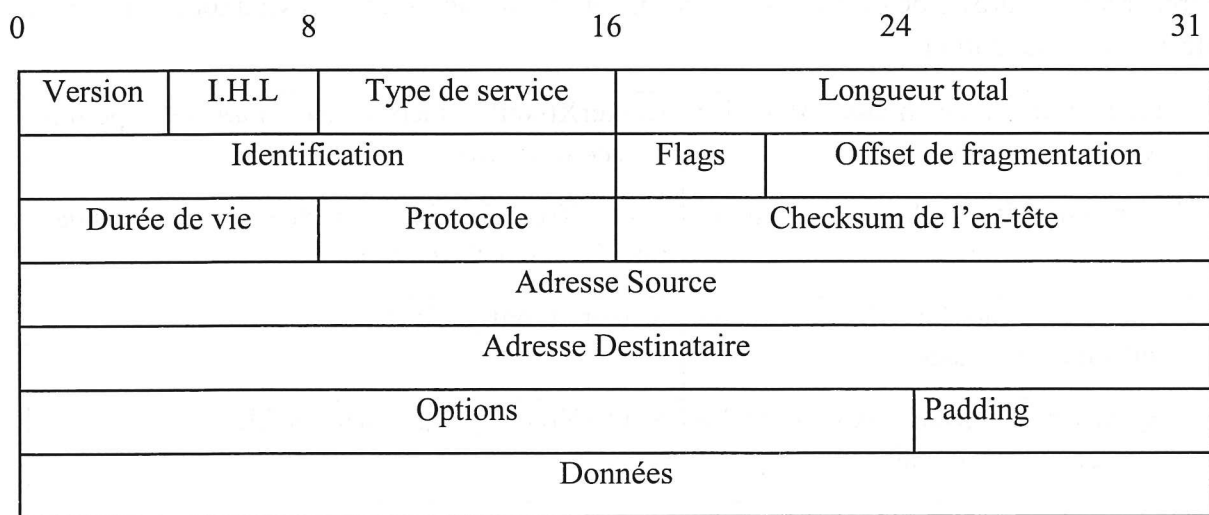 0 8 16 24 31
Version I.H.L Type de service Longueur total
Identification Flags Offset de fragmentation
Durée de vie Protocole Checksum de l'en-tête
Adresse Source
Adresse Destinataire
Options Padding
Données